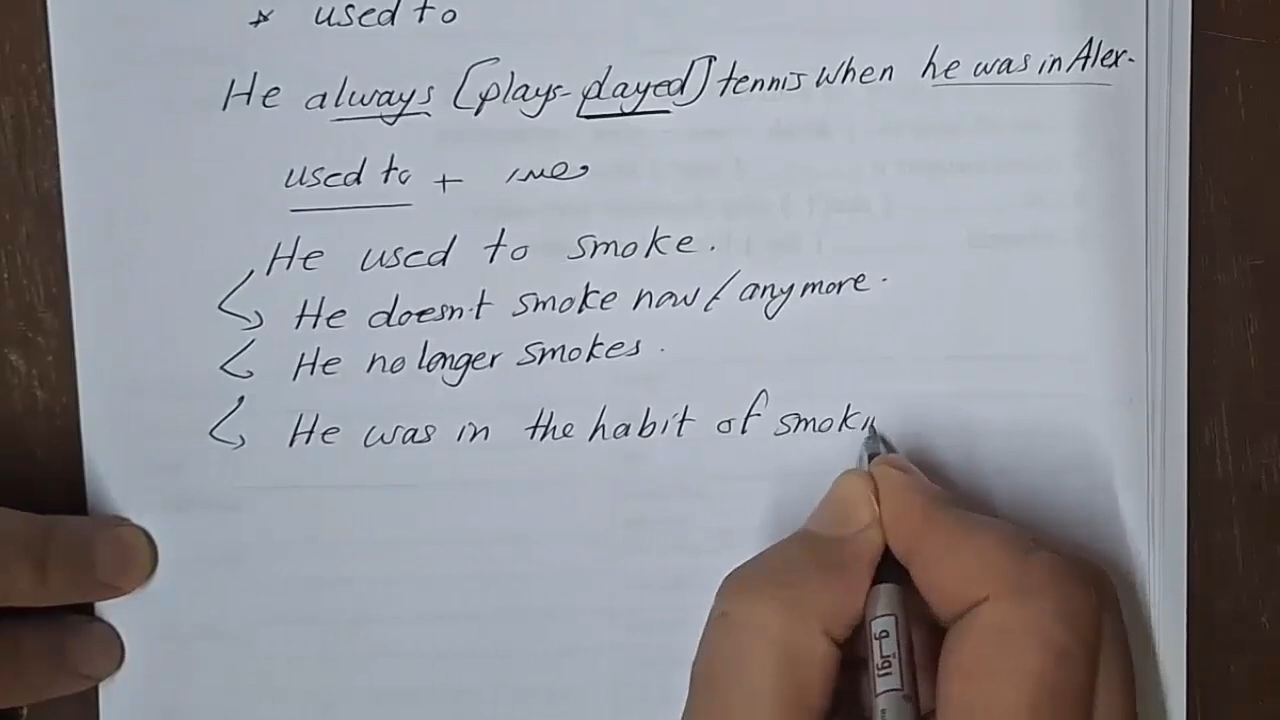 * used to
He always [plays - played] tennis when he was in Alex.
used to +
He used to smoke.
He doesn't smoke now / anymore.
He no longer smokes.
He was in the habit of smoki